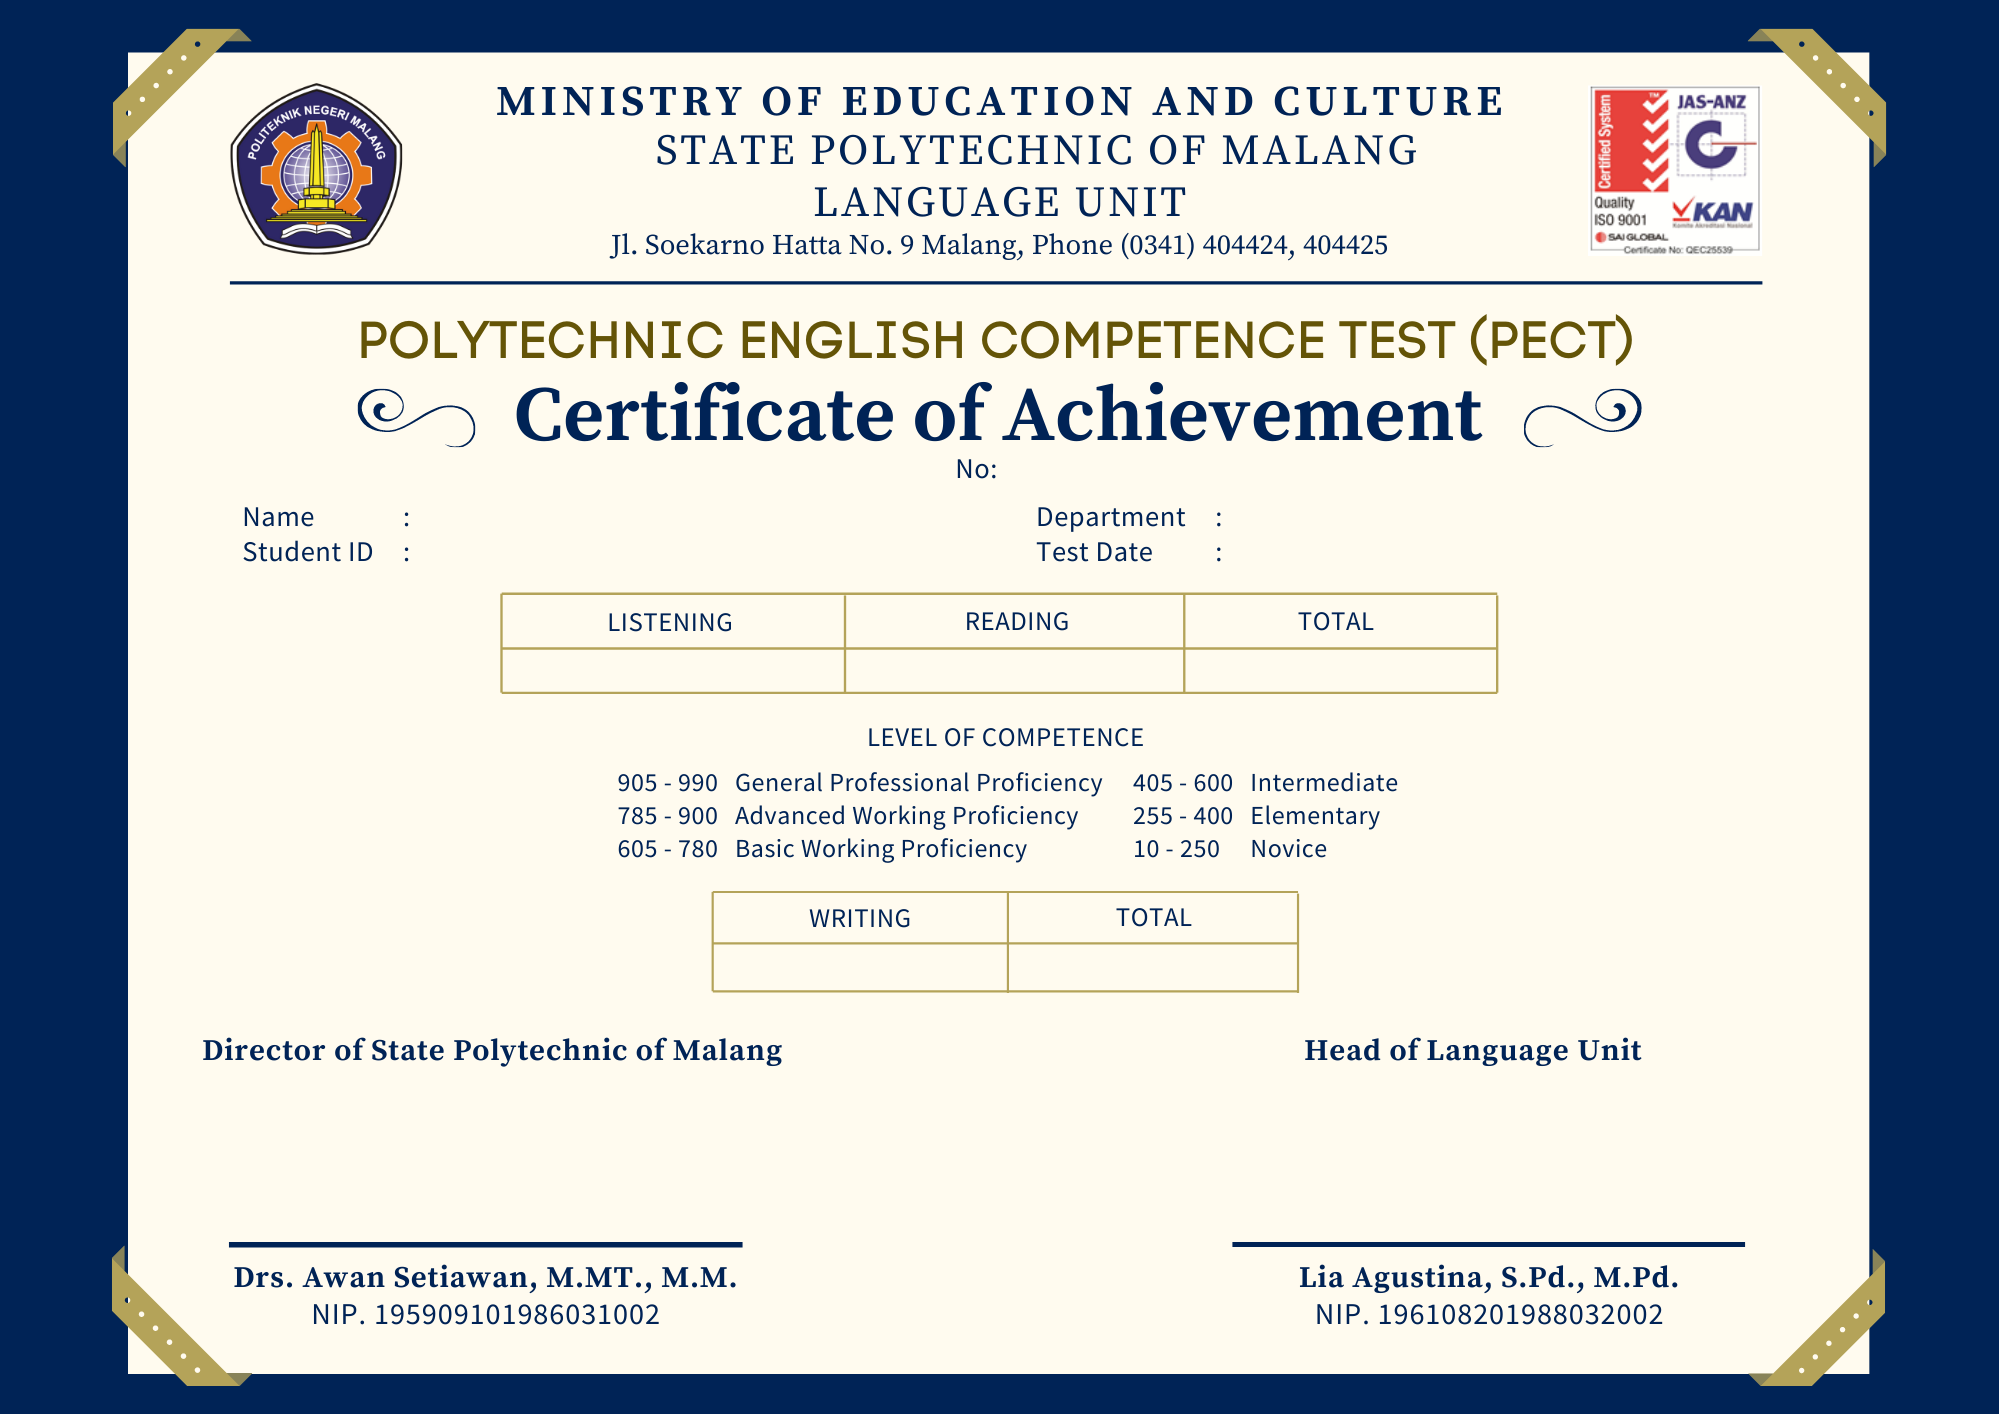 MINISTRY OF EDUCATION AND CULTURE
STATE POLYTECHNIC OF MALANG
LANGUAGE UNIT
Jl. Soekarno Hatta No. 9 Malang, Phone (0341) 404424, 404425
POLITEKNIK NEGERI MALANG
Certified System
TM
JAS-ANZ
C
Quality
ISO 9001
KAN
Komite Akreditasi Nasional
SAI GLOBAL
Certificate No: QEC25539
POLYTECHNIC ENGLISH COMPETENCE TEST (PECT)
Certificate of Achievement
No:
Name : Department :
Student ID : Test Date :
LISTENING READING TOTAL
LEVEL OF COMPETENCE
905 - 990 General Professional Proficiency 405 - 600 Intermediate
785 - 900 Advanced Working Proficiency 255 - 400 Elementary
605 - 780 Basic Working Proficiency 10 - 250 Novice
WRITING TOTAL
Director of State Polytechnic of Malang Head of Language Unit
Drs. Awan Setiawan, M.MT., M.M. Lia Agustina, S.Pd., M.Pd.
NIP. 195909101986031002 NIP. 196108201988032002